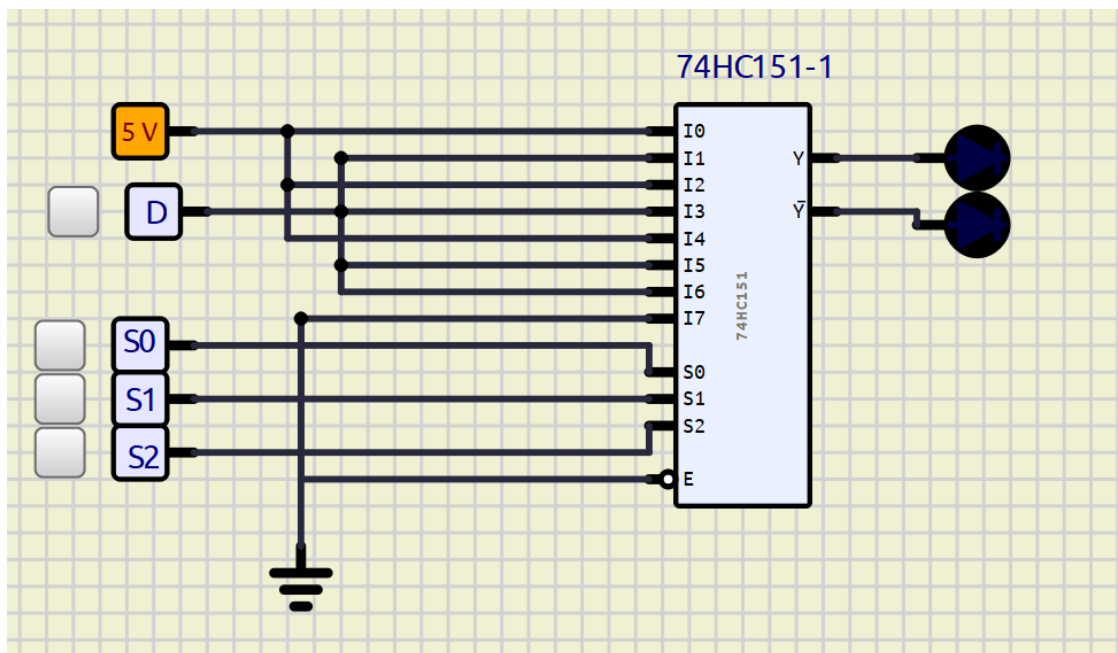 74HC151-1
5 V
D
S0
S1
S2
I0
I1
I2
I3
I4
I5
I6
I7
S0
S1
S2
E
74HC151
Y
Y̅